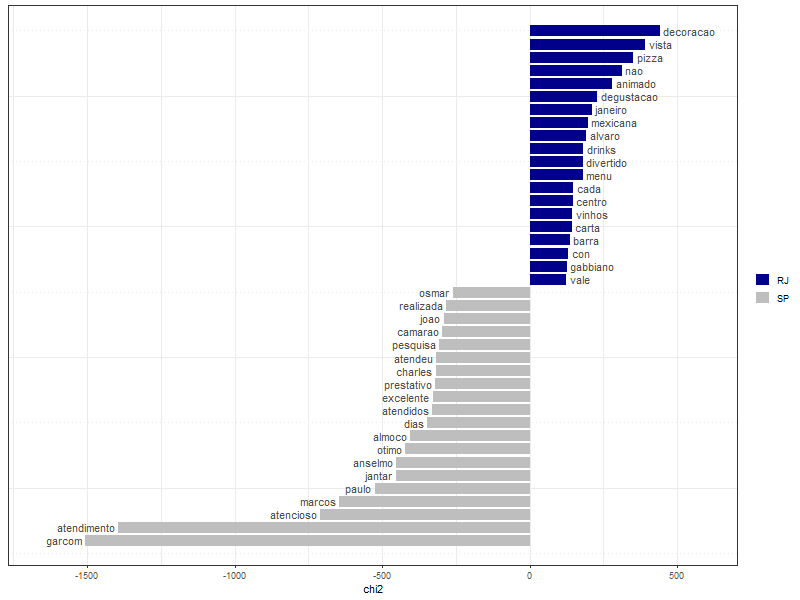 decoracao
vista
pizza
nao
animado
degustacao
janeiro
mexicana
alvaro
drinks
divertido
menu
cada
centro
vinhos
carta
barra
con
gabbiano
vale
osmar
realizada
joao
camarao
pesquisa
atendeu
charles
prestativo
excelente
atendidos
dias
almoco
otimo
anselmo
jantar
paulo
marcos
atencioso
atendimento
garcom
RJ
SP
-1500 -1000 -500 0 500
chi2